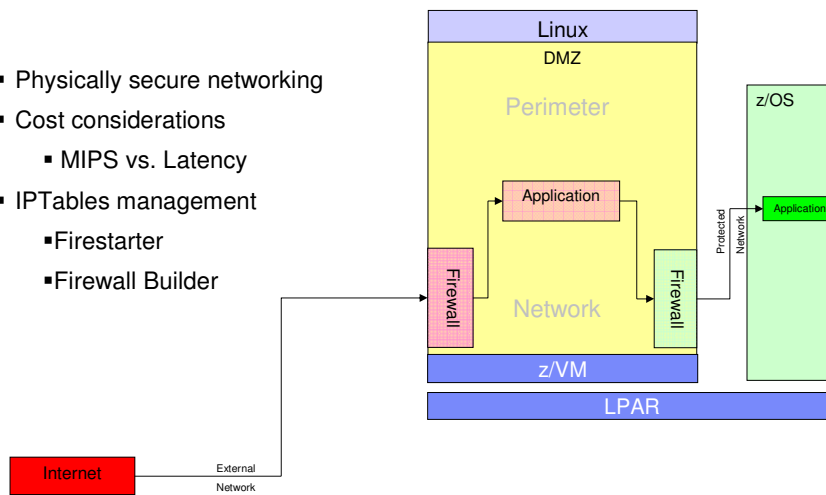 ▪ Physically secure networking
▪ Cost considerations
▪ MIPS vs. Latency
▪ IPTables management
▪Firestarter
▪Firewall Builder
Linux
DMZ
Perimeter
Application
Firewall
Firewall
Network
z/VM
LPAR
z/OS
Application
Protected
Network
Internet
External
Network